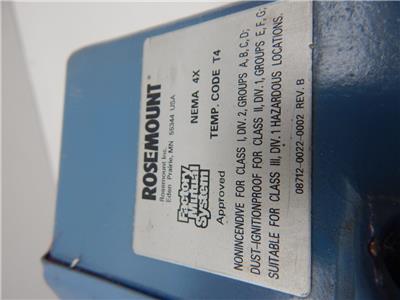 ROSEMOUNT®
Rosemount Inc.
Eden Prairie, MN 55344 USA
Factory Mutual System
Approved
NEMA 4X
TEMP. CODE T4
NONINCENDIVE FOR CLASS I, DIV. 2, GROUPS A, B, C, D;
DUST-IGNITIONPROOF FOR CLASS II, DIV. 1, GROUPS E, F, G;
SUITABLE FOR CLASS III, DIV. 1 HAZARDOUS LOCATIONS.
08712-0022-0002 REV. B